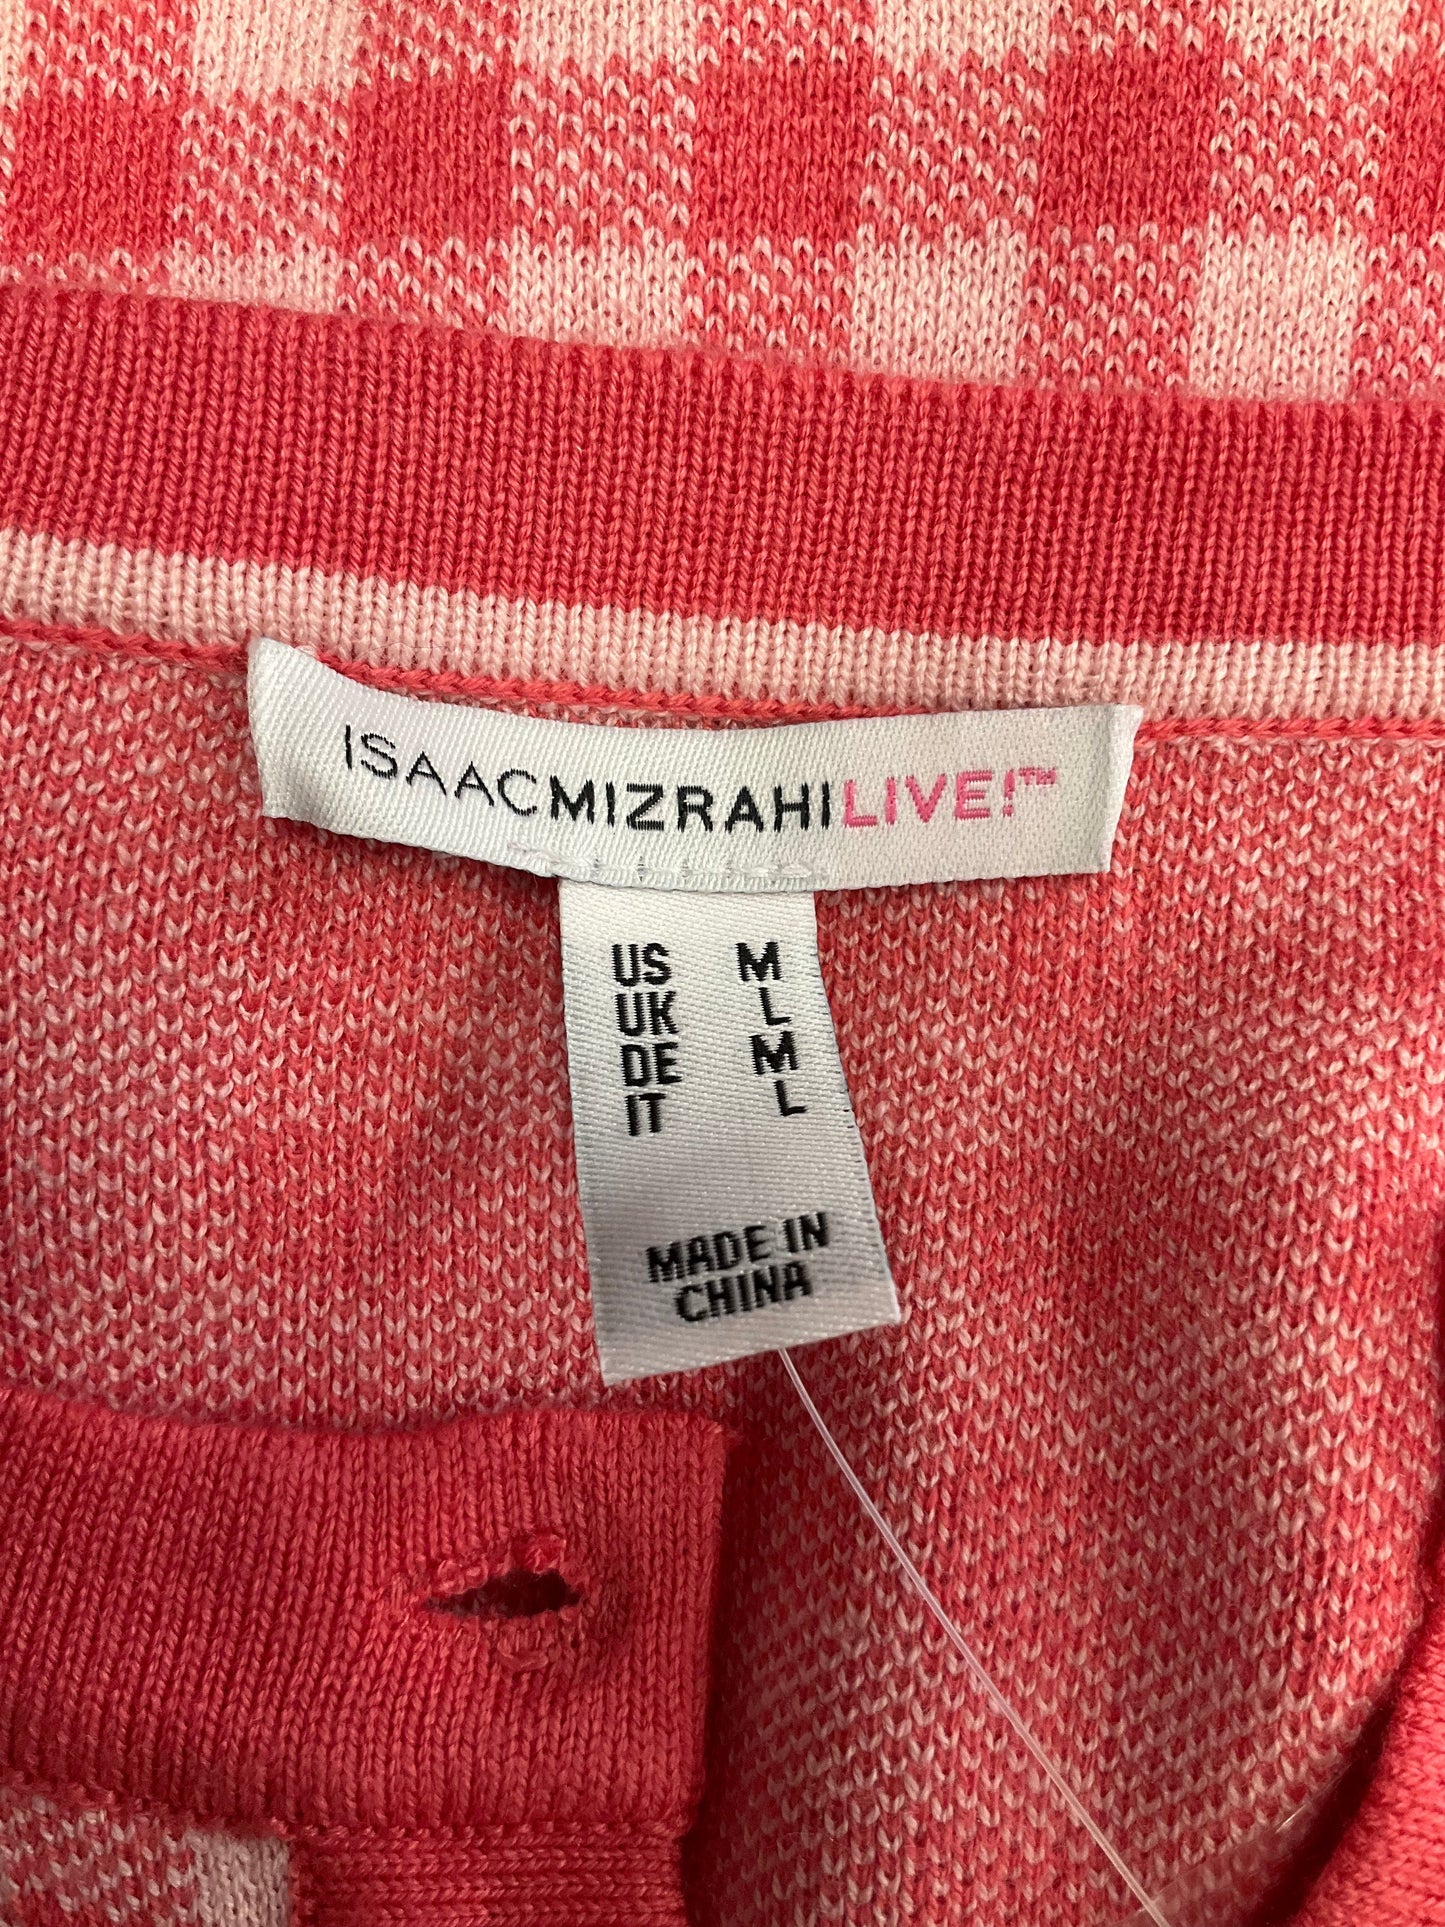 ISAACMIZRAHILIVE!™
US M
UK L
DE M
IT L
MADE IN
CHINA